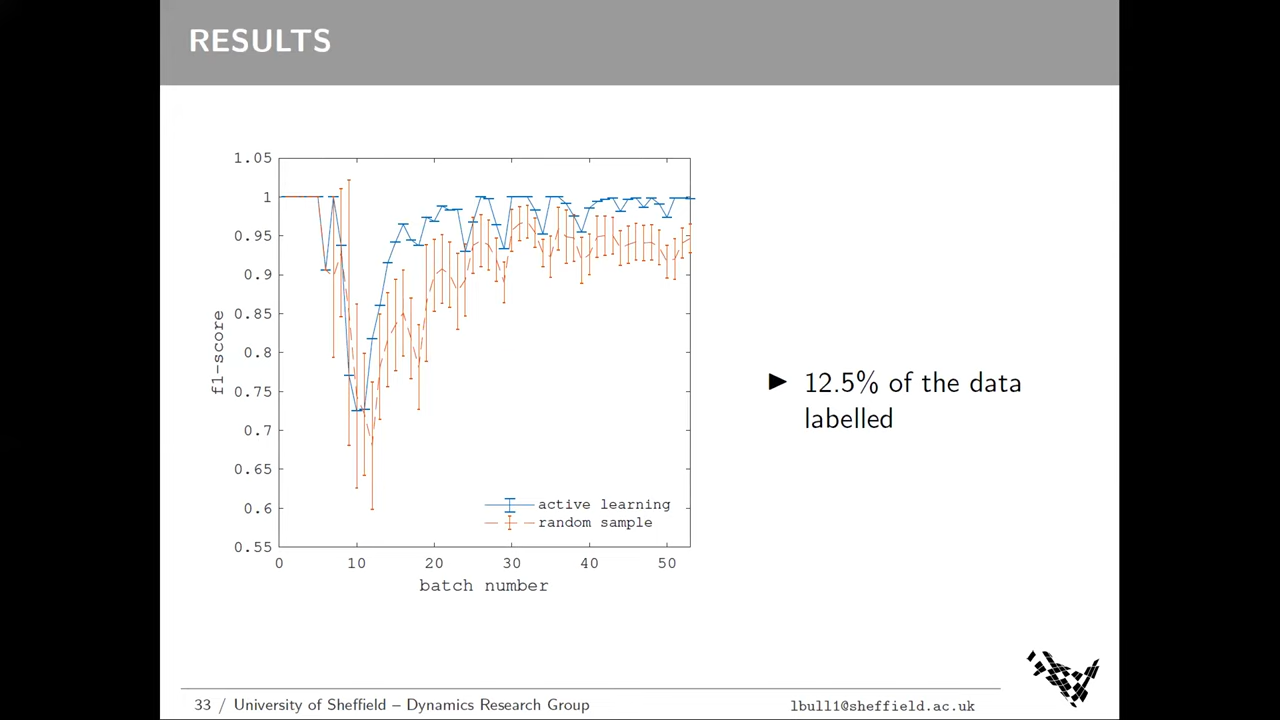 RESULTS
1.05
1
0.95
0.9
0.85
0.8
0.75
0.7
0.65
0.6
0.55
f1-score
0 10 20 30 40 50
batch number
active learning
random sample
► 12.5% of the data
labelled
33 / University of Sheffield – Dynamics Research Group
lbull1@sheffield.ac.uk